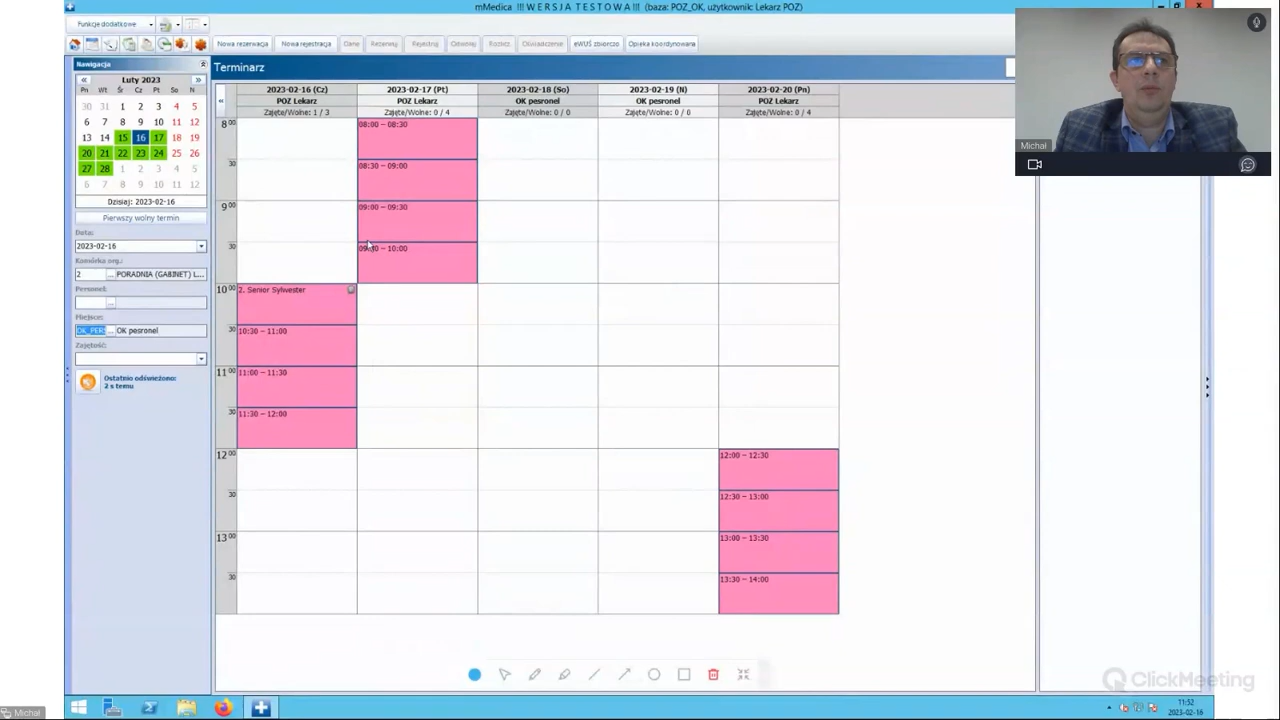 mMedica !!! W E R S J A T E S T O W A !!! (baza: POZ_OK, użytkownik: Lekarz POZ)
Funkcje dodatkowe:
Nowa rezerwacja Nowa rejestracja Dane Rezerwuj Rejestruj Odwołaj Rozlicz Oświadczenie eWUŚ zbiorczo Opieka koordynowana
Nawigacja
Terminarz
« Luty 2023 »
Pn Wt Śr Cz Pt So N
30 31 1 2 3 4 5
6 7 8 9 10 11 12
13 14 15 16 17 18 19
20 21 22 23 24 25 26
27 28 1 2 3 4 5
6 7 8 9 10 11 12
Dzisiaj: 2023-02-16
Pierwszy wolny termin
Data:
2023-02-16
Komórka org.:
2 ... PORADNIA (GABINET) L...
Personel:
...
Miejsce:
OK_PER ... OK pesronel
Zajętość:
Ostatnio odświeżono:
2 s temu
«
2023-02-16 (Cz) 2023-02-17 (Pt) 2023-02-18 (So) 2023-02-19 (N) 2023-02-20 (Pn)
POZ Lekarz POZ Lekarz OK pesronel OK pesronel POZ Lekarz
Zajęte/Wolne: 1 / 3 Zajęte/Wolne: 0 / 4 Zajęte/Wolne: 0 / 0 Zajęte/Wolne: 0 / 0 Zajęte/Wolne: 0 / 4
8 00 08:00 – 08:30
30 08:30 – 09:00
9 00 09:00 – 09:30
30 09:30 – 10:00
10 00 2. Senior Sylwester
30 10:30 – 11:00
11 00 11:00 – 11:30
30 11:30 – 12:00
12 00 12:00 – 12:30
30 12:30 – 13:00
13 00 13:00 – 13:30
30 13:30 – 14:00
Michal
ClickMeeting
11:52
2023-02-16
Michal